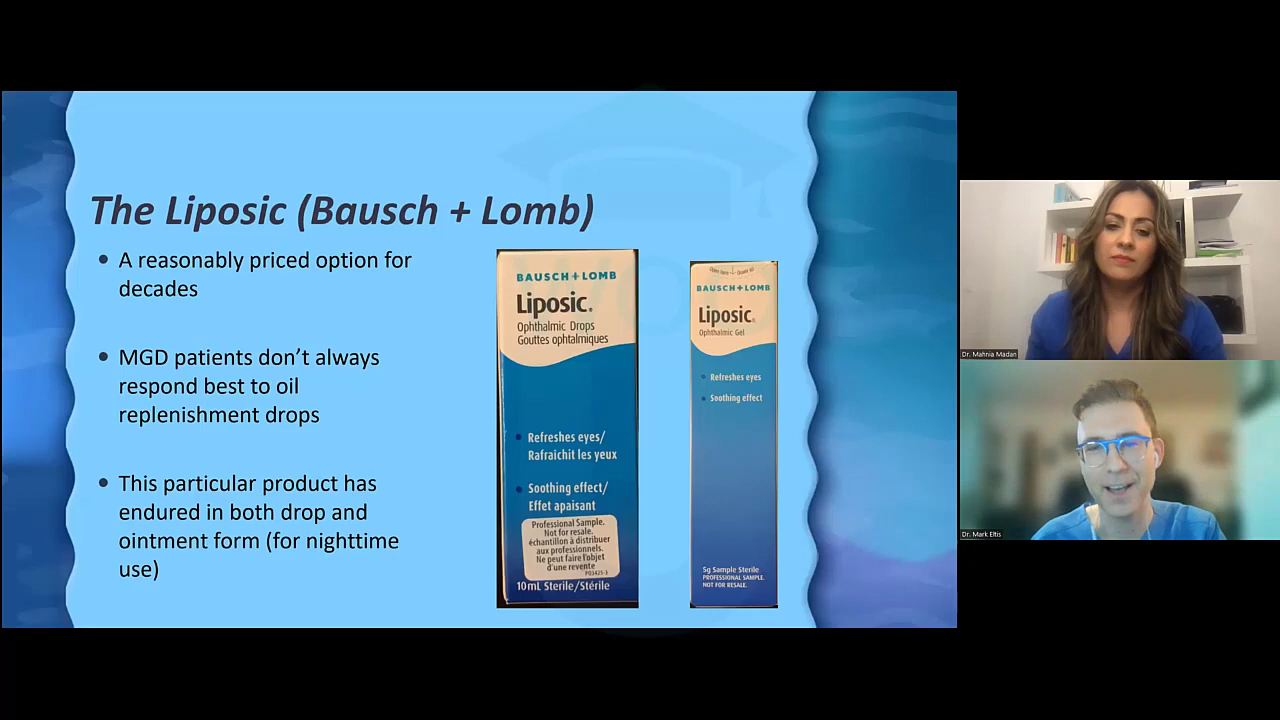 The Liposic (Bausch + Lomb)
• A reasonably priced option for
decades
• MGD patients don’t always
respond best to oil
replenishment drops
• This particular product has
endured in both drop and
ointment form (for nighttime
use)
BAUSCH+LOMB
Liposic®
Ophthalmic Drops
Gouttes ophtalmiques
• Refreshes eyes/
Rafraichit les yeux
• Soothing effect/
Effet apaisant
Professional Sample.
Not for resale.
échantillon à distribuer
aux professionnels.
Ne peut faire l'objet
d'une revente
10mL Sterile/Stérile
BAUSCH+LOMB
Liposic®
Ophthalmic Gel
• Refreshes eyes
• Soothing effect
5g Sample Sterile
PROFESSIONAL SAMPLE.
NOT FOR RESALE.
Dr. Mahnia Madan
Dr. Mark Eltis